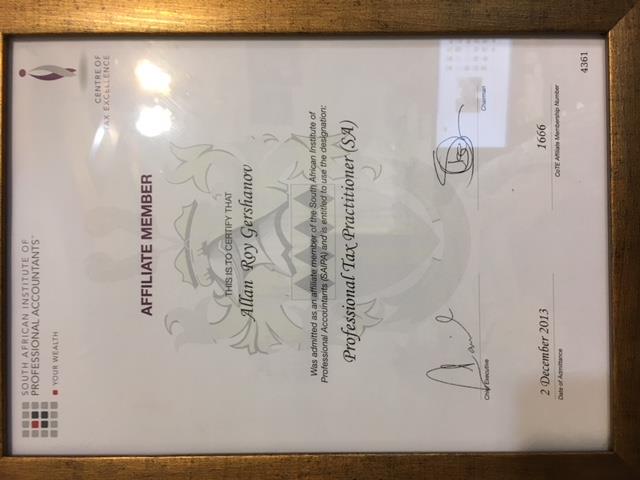 SOUTH AFRICAN INSTITUTE OF
PROFESSIONAL ACCOUNTANTS™
YOUR WEALTH
CENTRE OF
TAX EXCELLENCE
AFFILIATE MEMBER
THIS IS TO CERTIFY THAT
Allan Roy Gershanov
Was admitted as an affiliate member of the South African Institute of
Professional Accountants (SAIPA) and is entitled to use the designation:
Professional Tax Practitioner (SA)
Chief Executive
Chairman
2 December 2013
Date of Admittance
1666
CoTE Affiliate Membership Number
4361